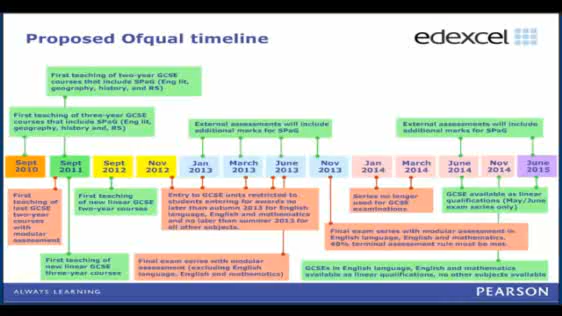 Proposed Ofqual timeline
edexcel
First teaching of two-year GCSE
courses that include SPaG (Eng lit,
geography, history, and RS)
First teaching of three-year GCSE
courses that include SPaG (Eng lit,
geography, history and, RS)
External assessments will include
additional marks for SPaG
External assessments will include
additional marks for SPaG
Sept
2010
Sept
2011
Sept
2012
Nov
2012
Jan
2013
March
2013
June
2013
Nov
2013
Jan
2014
March
2014
June
2014
Nov
2014
June
2015
First
teaching of
last GCSE
two-year
courses
with
modular
assessment
First teaching of
new linear GCSE
two-year courses
Entry to GCSE units restricted to
students entering for awards no
later than autumn 2013 for English
language, English and mathematics
and no later than summer 2013 for
all other subjects.
Series no longer
used for GCSE
examinations
GCSE available as linear
qualifications (May/June
exam series only)
Final exam series with modular assessment in
English language, English and mathematics.
40% terminal assessment rule must be met.
First teaching of
new linear GCSE
three-year courses
Final exam series with modular
assessment (excluding English
language, English and mathematics)
GCSEs in English language, English and mathematics
available as linear qualifications, no other subjects available
ALWAYS LEARNING
PEARSON